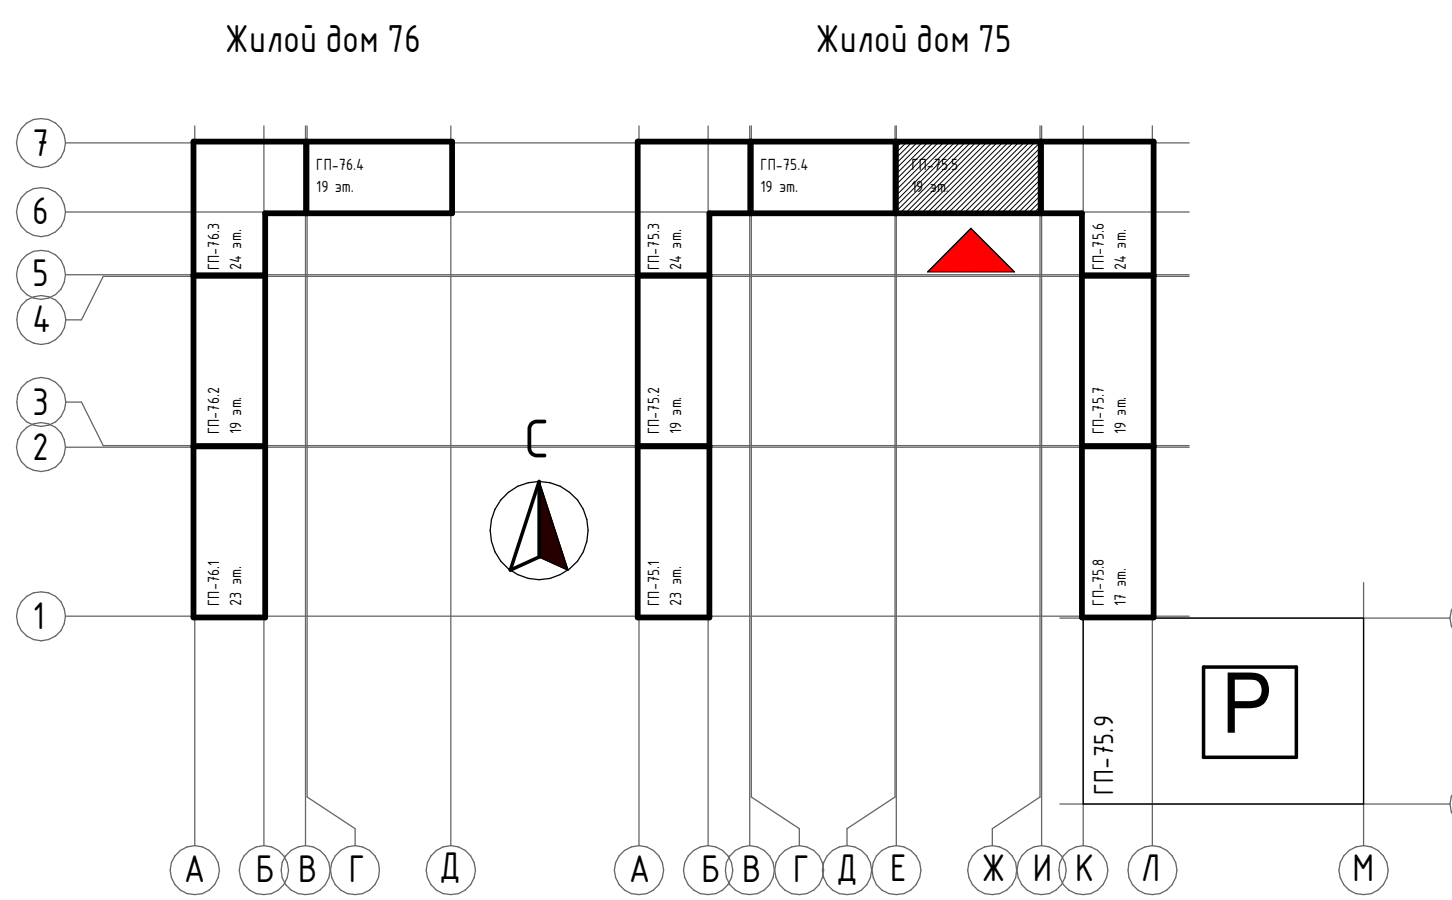 Жилой дом 76
Жилой дом 75
7
ГП-76.4
19 эт.
ГП-75.4
19 эт.
ГП-75.5
19 эт.
6
ГП-76.3
24 эт.
ГП-75.3
24 эт.
ГП-75.6
24 эт.
5
4
3
ГП-76.2
19 эт.
ГП-75.2
19 эт.
ГП-75.7
19 эт.
2
С
ГП-76.1
23 эт.
ГП-75.1
23 эт.
ГП-75.8
17 эт.
1
ГП-75.9
P
А Б В Г Д А Б В Г Д Е Ж И К Л М